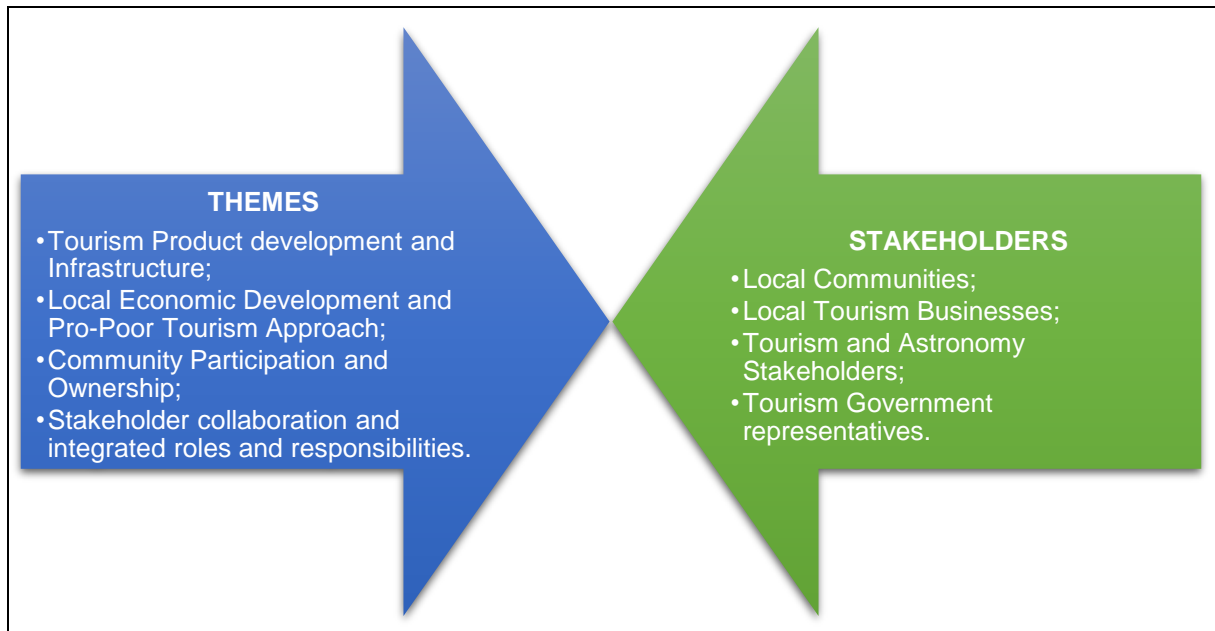 THEMES
•Tourism Product development and
Infrastructure;
•Local Economic Development and
Pro-Poor Tourism Approach;
•Community Participation and
Ownership;
•Stakeholder collaboration and
integrated roles and responsibilities.
STAKEHOLDERS
•Local Communities;
•Local Tourism Businesses;
•Tourism and Astronomy
Stakeholders;
•Tourism Government
representatives.